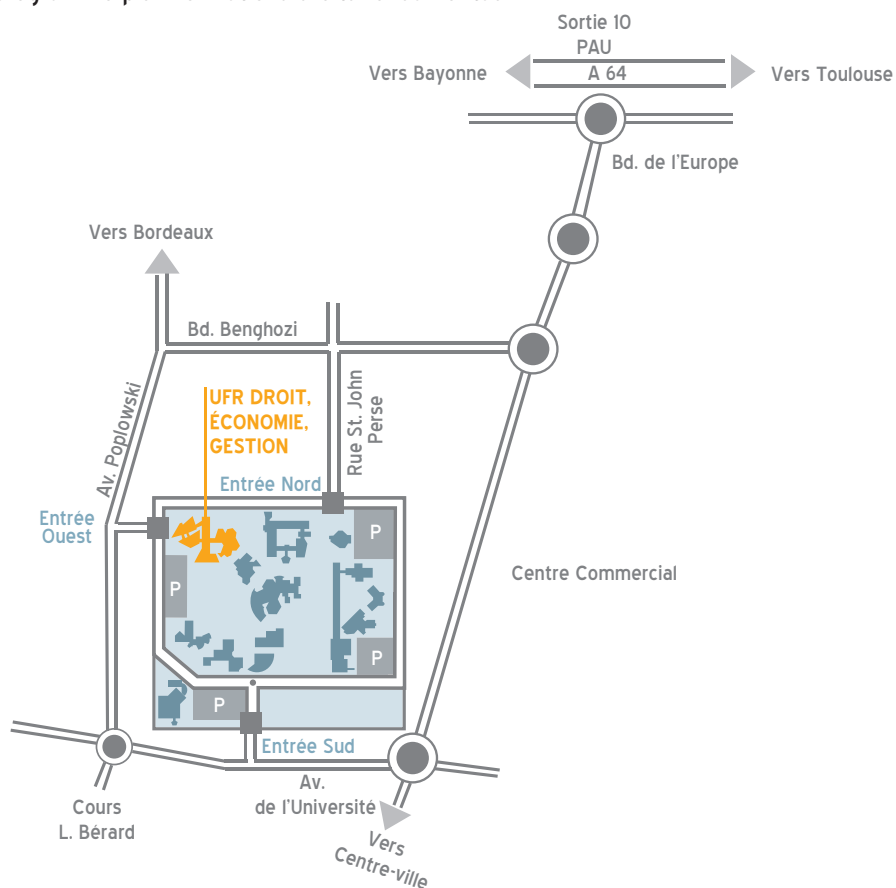 Sortie 10
PAU
A 64
Vers Bayonne
Vers Toulouse
Bd. de l'Europe
Vers Bordeaux
Bd. Benghozi
Av. Poplowski
UFR DROIT,
ÉCONOMIE,
GESTION
Rue St. John
Perse
Entrée Nord
Entrée
Ouest
P
P
P
P
Centre Commercial
Entrée Sud
Av.
de l'Université
Cours
L. Bérard
Vers
Centre-ville